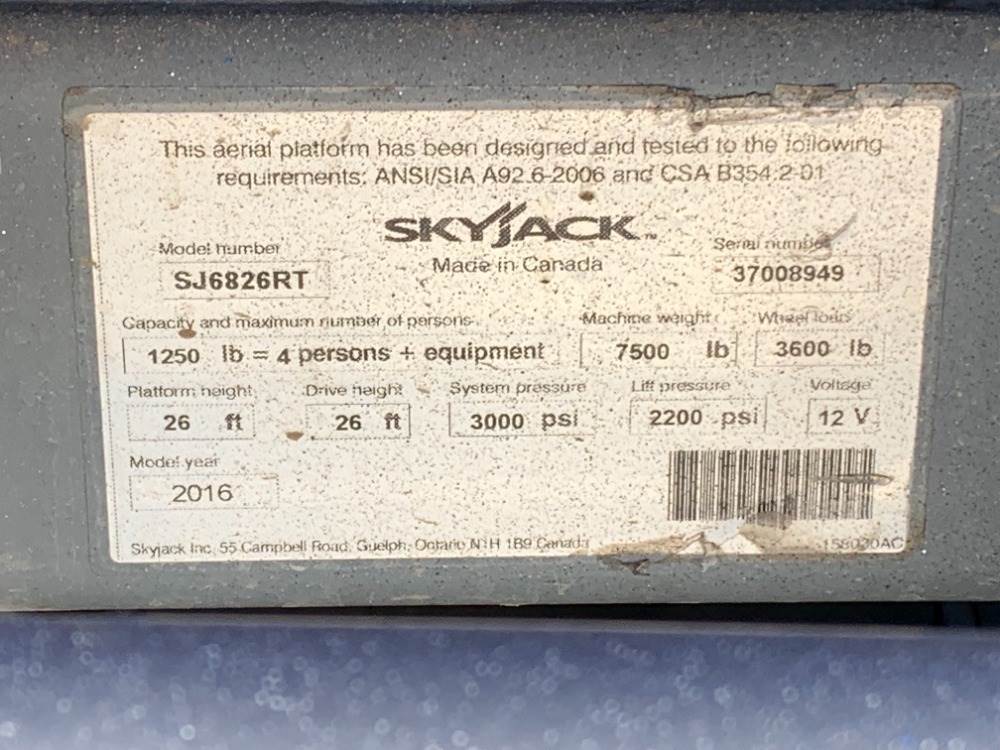 This aerial platform has been designed and tested to the following
requirements: ANSI/SIA A92.6-2006 and CSA B354.2-01
SKYJACK™
Made in Canada
Model number
SJ6826RT
Serial number
37008949
Capacity and maximum number of persons
1250 lb = 4 persons + equipment
Machine weight
7500 lb
Wheel load
3600 lb
Platform height
26 ft
Drive height
26 ft
System pressure
3000 psi
Lift pressure
2200 psi
Voltage
12 V
Model year
2016
Skyjack Inc. 55 Campbell Road, Guelph, Ontario N1H 1B9 Canada